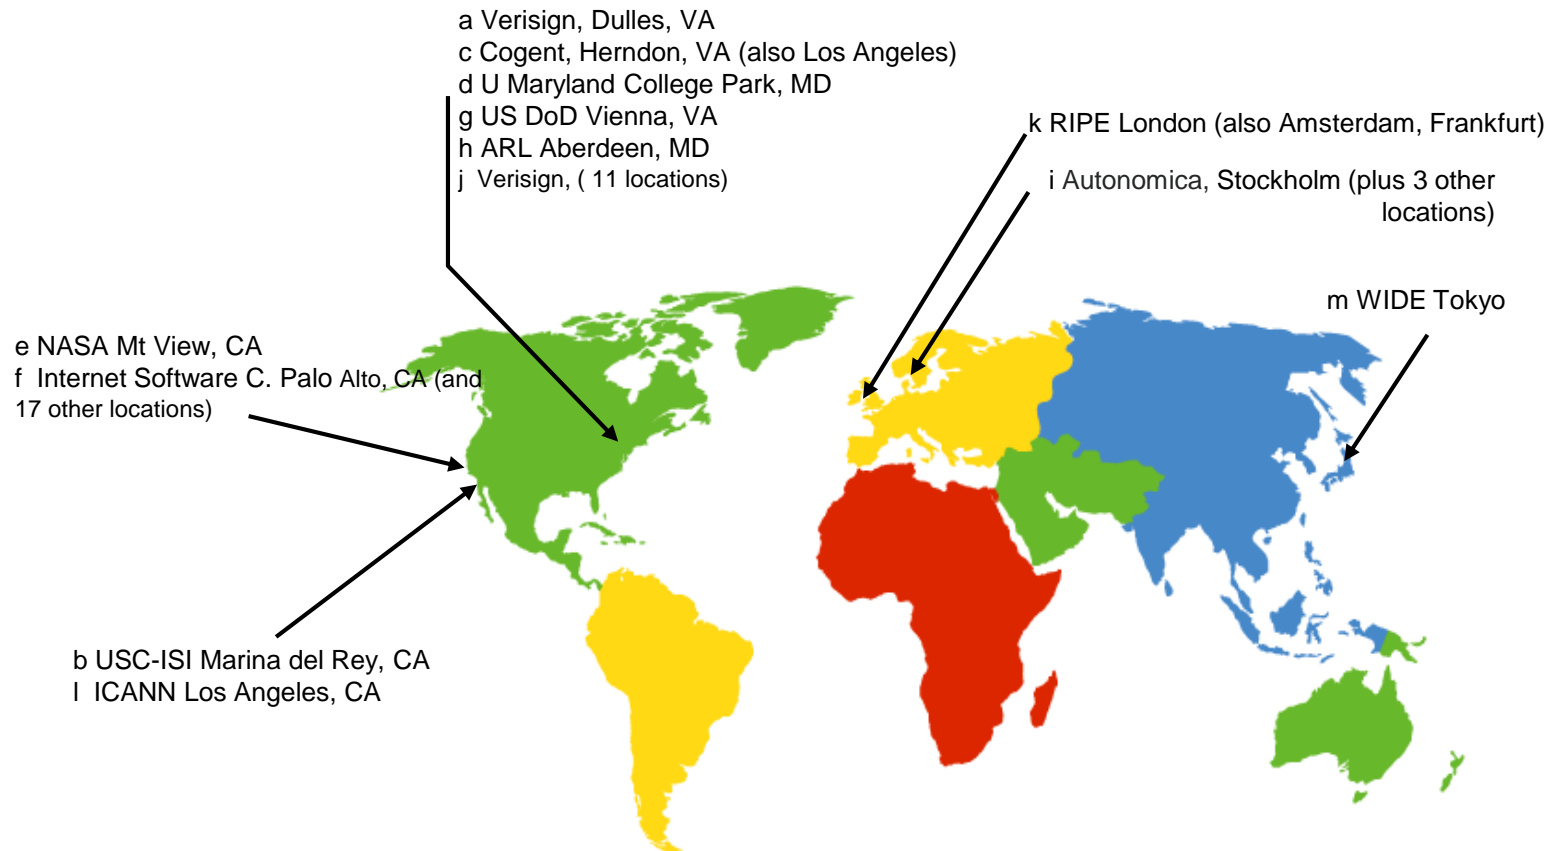 a Verisign, Dulles, VA
c Cogent, Herndon, VA (also Los Angeles)
d U Maryland College Park, MD
g US DoD Vienna, VA
h ARL Aberdeen, MD
j Verisign, ( 11 locations)
k RIPE London (also Amsterdam, Frankfurt)
i Autonomica, Stockholm (plus 3 other
locations)
m WIDE Tokyo
e NASA Mt View, CA
f Internet Software C. Palo Alto, CA (and
17 other locations)
b USC-ISI Marina del Rey, CA
l ICANN Los Angeles, CA